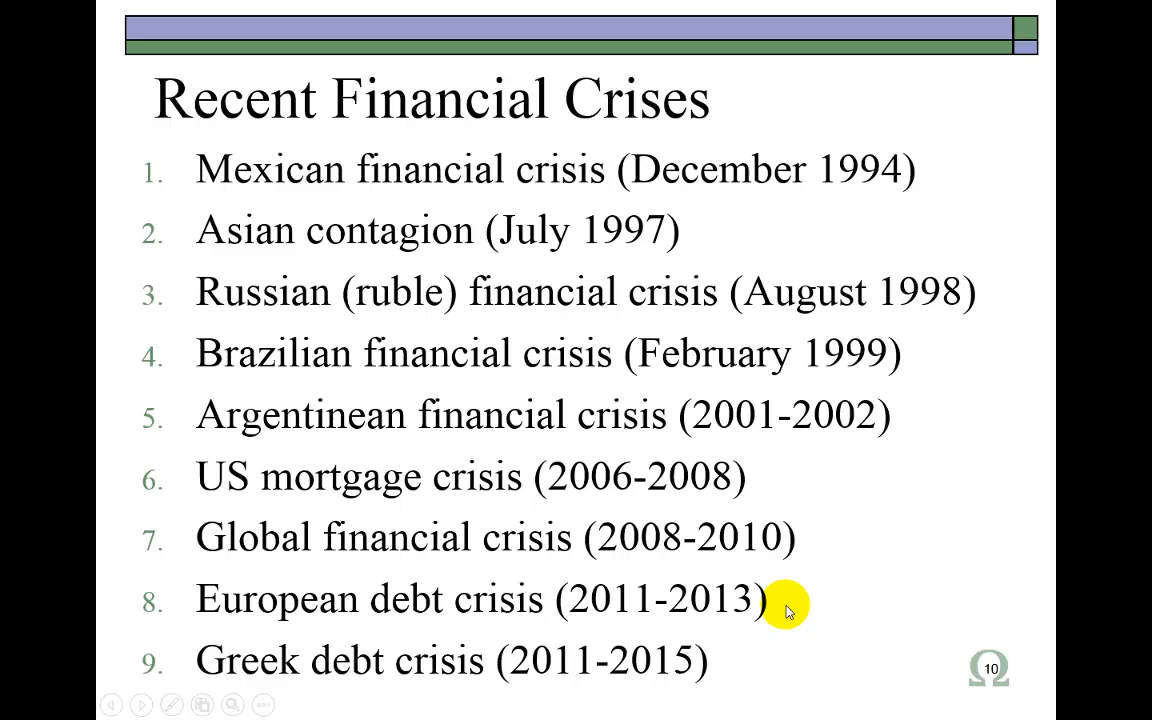 Recent Financial Crises
1. Mexican financial crisis (December 1994)
2. Asian contagion (July 1997)
3. Russian (ruble) financial crisis (August 1998)
4. Brazilian financial crisis (February 1999)
5. Argentinean financial crisis (2001-2002)
6. US mortgage crisis (2006-2008)
7. Global financial crisis (2008-2010)
8. European debt crisis (2011-2013)
9. Greek debt crisis (2011-2015)
Ω 10